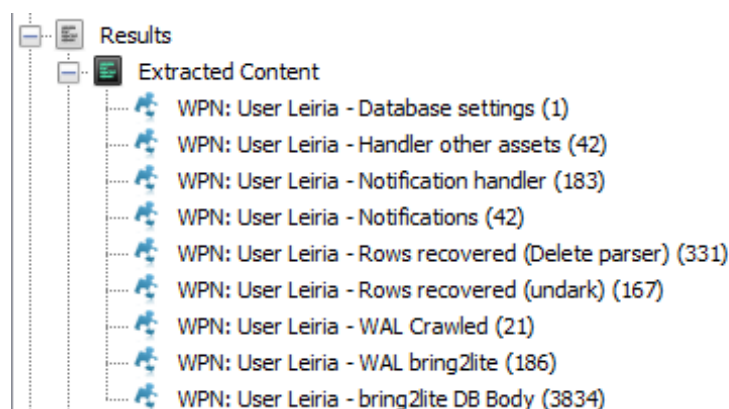 Results
Extracted Content
WPN: User Leiria - Database settings (1)
WPN: User Leiria - Handler other assets (42)
WPN: User Leiria - Notification handler (183)
WPN: User Leiria - Notifications (42)
WPN: User Leiria - Rows recovered (Delete parser) (331)
WPN: User Leiria - Rows recovered (undark) (167)
WPN: User Leiria - WAL Crawled (21)
WPN: User Leiria - WAL bring2lite (186)
WPN: User Leiria - bring2lite DB Body (3834)